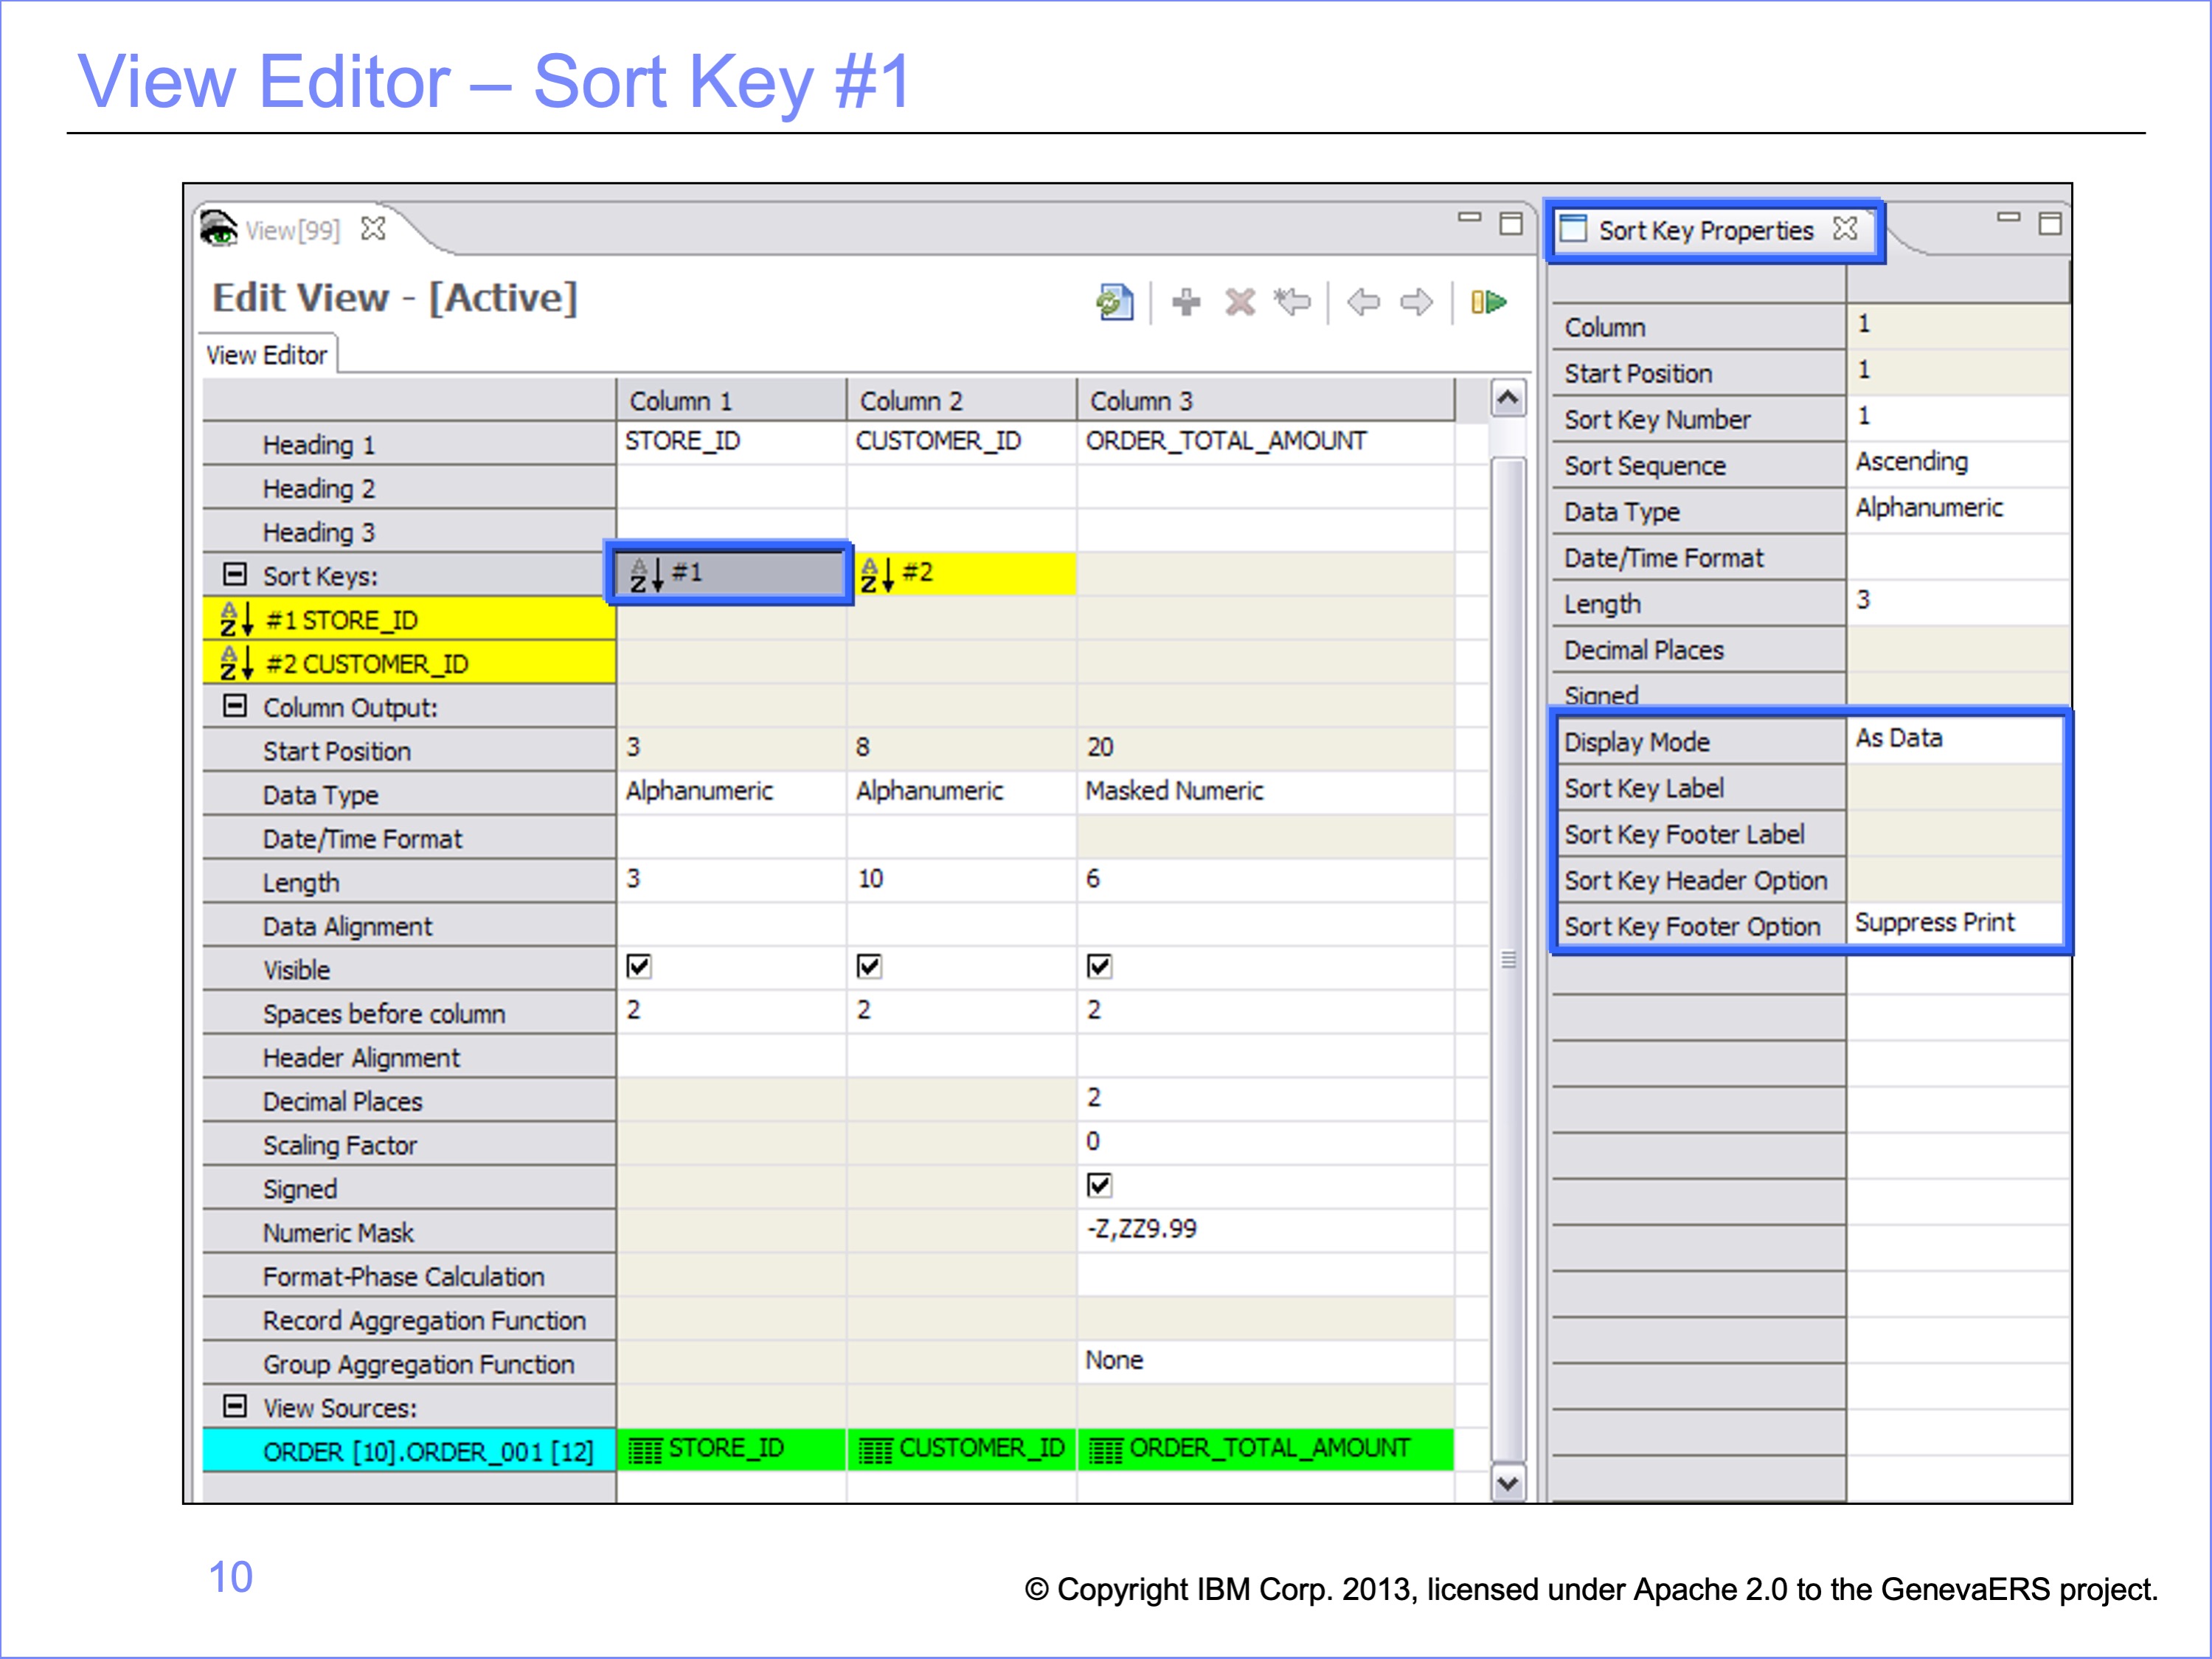 View Editor – Sort Key #1
View[99]
Edit View - [Active]
View Editor
Column 1 Column 2 Column 3
Heading 1 STORE_ID CUSTOMER_ID ORDER_TOTAL_AMOUNT
Heading 2
Heading 3
Sort Keys: #1 #2
#1 STORE_ID
#2 CUSTOMER_ID
Column Output:
Start Position 3 8 20
Data Type Alphanumeric Alphanumeric Masked Numeric
Date/Time Format
Length 3 10 6
Data Alignment
Visible
Spaces before column 2 2 2
Header Alignment
Decimal Places 2
Scaling Factor 0
Signed
Numeric Mask -Z,ZZ9.99
Format-Phase Calculation
Record Aggregation Function
Group Aggregation Function None
View Sources:
ORDER [10].ORDER_001 [12] STORE_ID CUSTOMER_ID ORDER_TOTAL_AMOUNT
Sort Key Properties
Column 1
Start Position 1
Sort Key Number 1
Sort Sequence Ascending
Data Type Alphanumeric
Date/Time Format
Length 3
Decimal Places
Signed
Display Mode As Data
Sort Key Label
Sort Key Footer Label
Sort Key Header Option
Sort Key Footer Option Suppress Print
10
© Copyright IBM Corp. 2013, licensed under Apache 2.0 to the GenevaERS project.